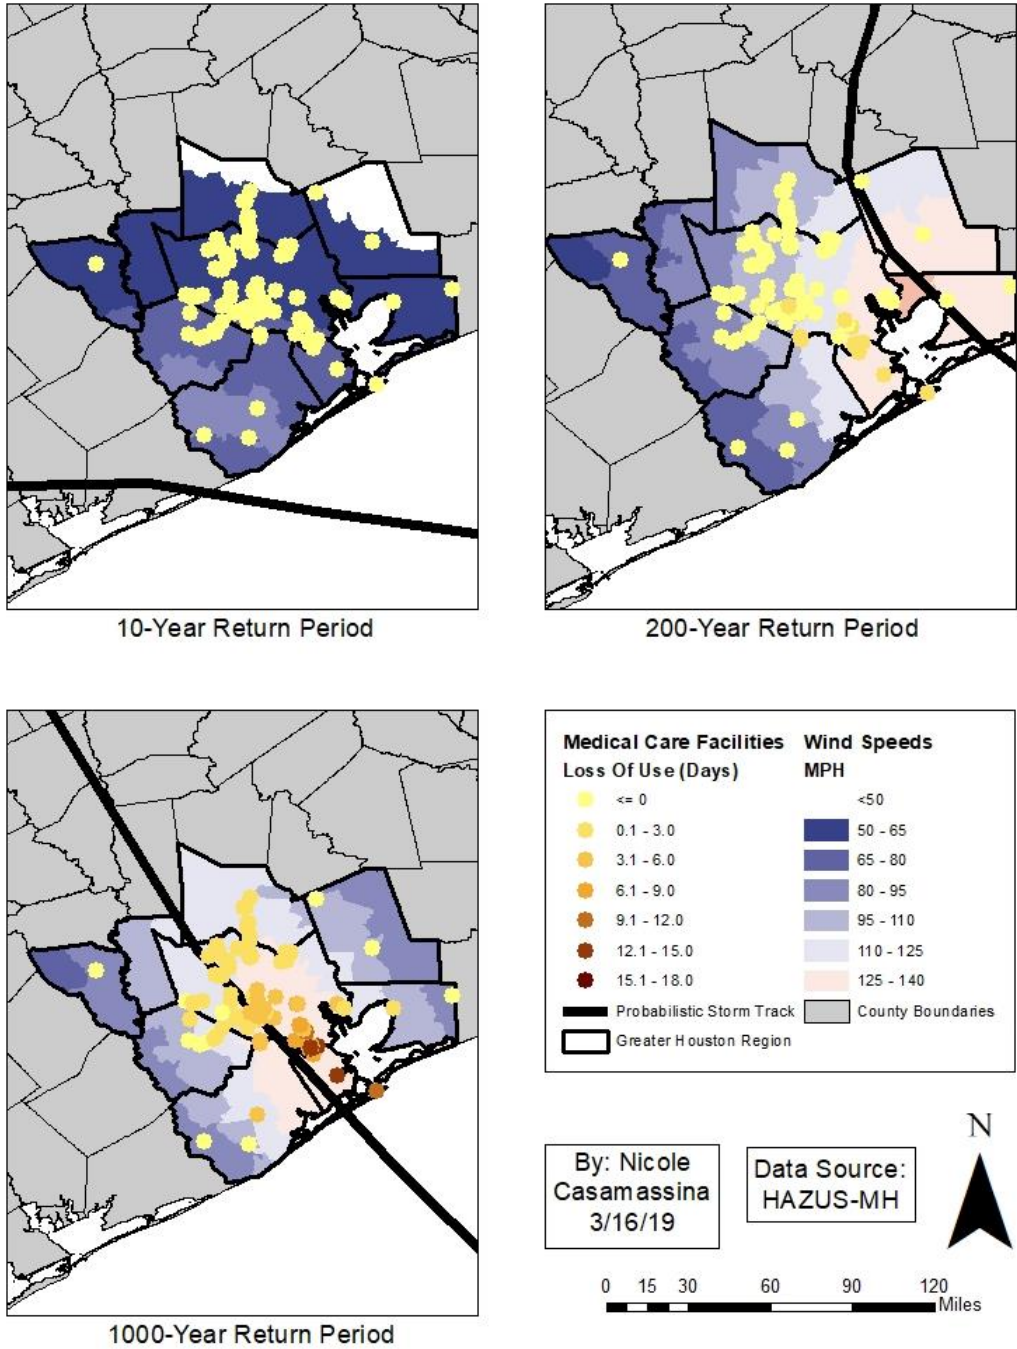 10-Year Return Period
200-Year Return Period
1000-Year Return Period
Medical Care Facilities
Loss Of Use (Days)
<= 0
0.1 - 3.0
3.1 - 6.0
6.1 - 9.0
9.1 - 12.0
12.1 - 15.0
15.1 - 18.0
Probabilistic Storm Track
Greater Houston Region
Wind Speeds
MPH
<50
50 - 65
65 - 80
80 - 95
95 - 110
110 - 125
125 - 140
County Boundaries
By: Nicole
Casamassina
3/16/19
Data Source:
HAZUS-MH
N
0 15 30 60 90 120
Miles